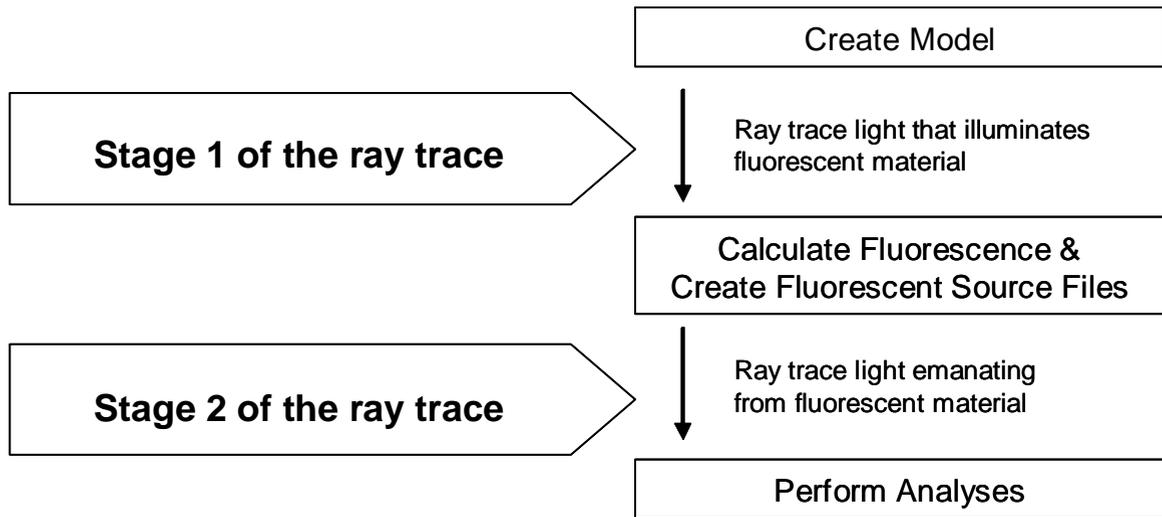 Create Model
Stage 1 of the ray trace
Ray trace light that illuminates
fluorescent material
Calculate Fluorescence &
Create Fluorescent Source Files
Stage 2 of the ray trace
Ray trace light emanating
from fluorescent material
Perform Analyses